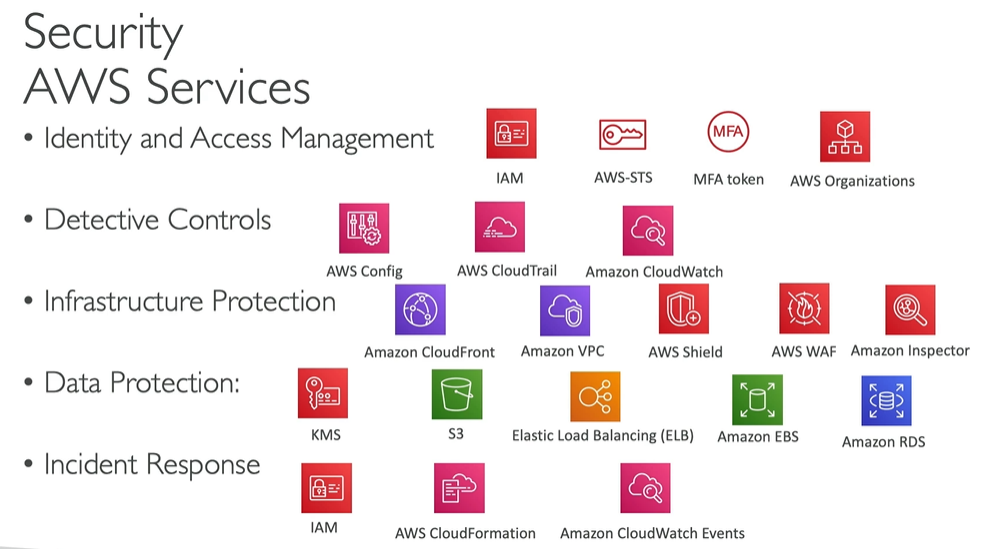 Security
AWS Services
• Identity and Access Management
MFA
IAM
AWS-STS
MFA token
AWS Organizations
• Detective Controls
AWS Config
AWS CloudTrail
Amazon CloudWatch
• Infrastructure Protection
Amazon CloudFront
Amazon VPC
AWS Shield
AWS WAF
Amazon Inspector
• Data Protection:
KMS
S3
Elastic Load Balancing (ELB)
Amazon EBS
Amazon RDS
• Incident Response
IAM
AWS CloudFormation
Amazon CloudWatch Events